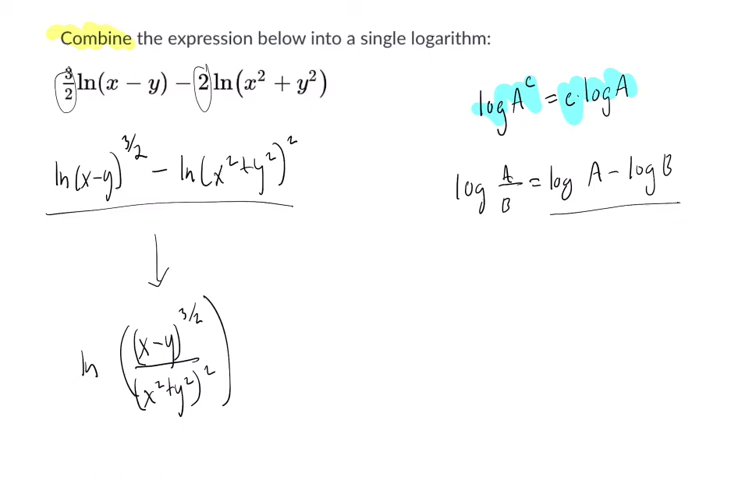 Combine the expression below into a single logarithm:
3/2 ln(x − y) − 2 ln(x² + y²)
log A^c = c · log A
ln(x−y)^3/2 − ln(x²+y²)²
log A/B = log A − log B
ln ((x−y)^3/2 / (x²+y²)²)